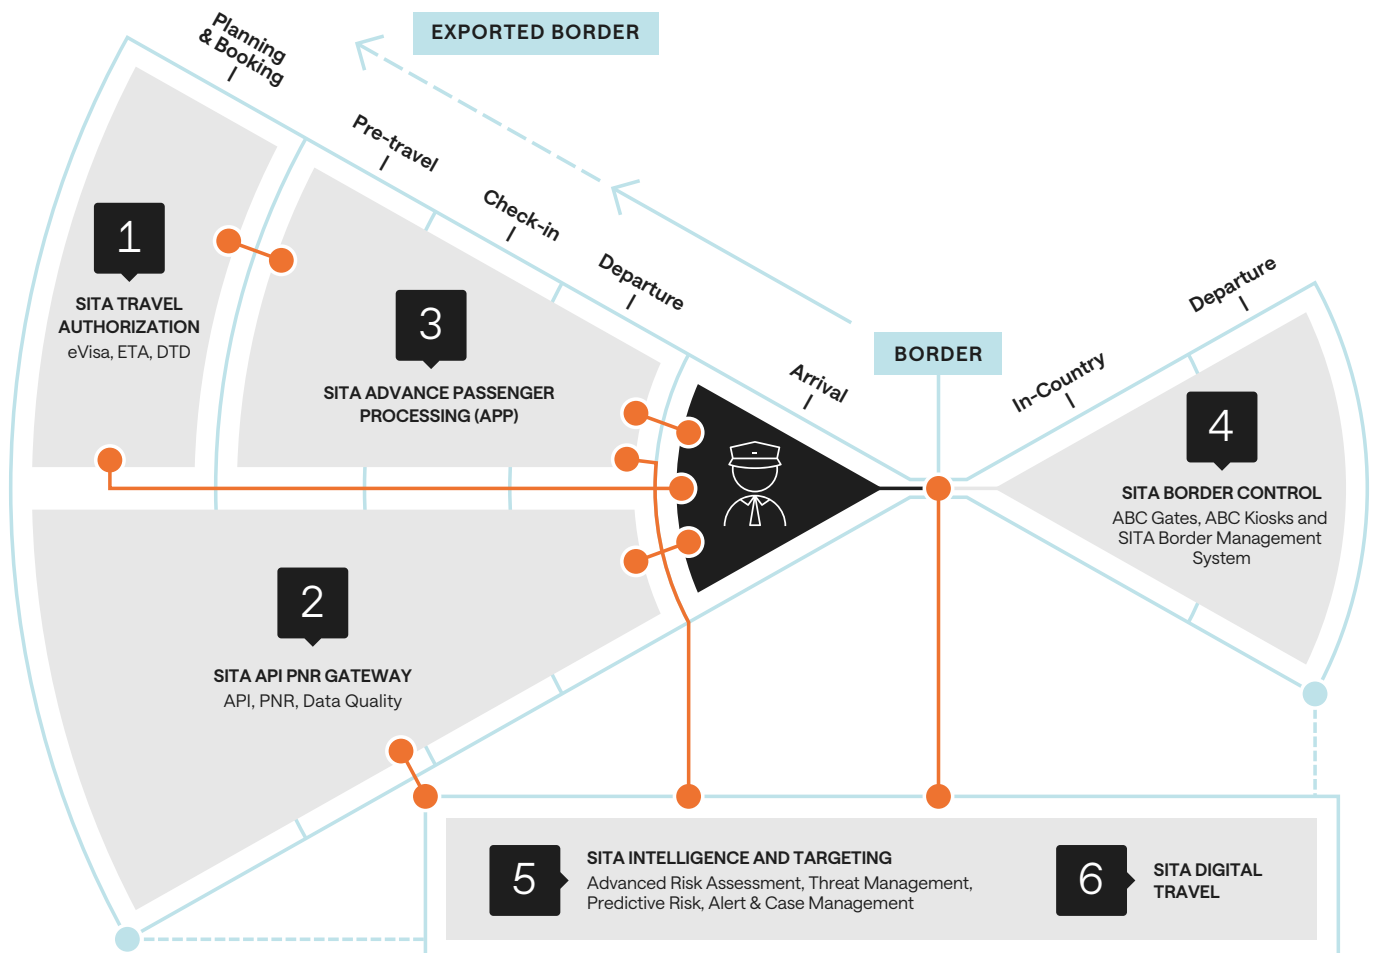 Planning
& Booking
EXPORTED BORDER
Pre-travel
Check-in
Departure
Arrival
BORDER
In-Country
Departure
1
SITA TRAVEL
AUTHORIZATION
eVisa, ETA, DTD
3
SITA ADVANCE PASSENGER
PROCESSING (APP)
4
SITA BORDER CONTROL
ABC Gates, ABC Kiosks and
SITA Border Management
System
2
SITA API PNR GATEWAY
API, PNR, Data Quality
5
SITA INTELLIGENCE AND TARGETING
Advanced Risk Assessment, Threat Management,
Predictive Risk, Alert & Case Management
6
SITA DIGITAL
TRAVEL